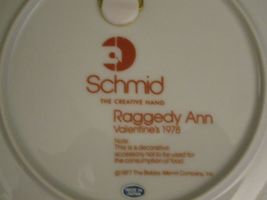 Schmid
THE CREATIVE HAND
Raggedy Ann
Valentine's 1978
Note:
This is a decorative
accessory not to be used for
the consumption of food.
©1977 The Bobbs-Merrill Company, Inc.